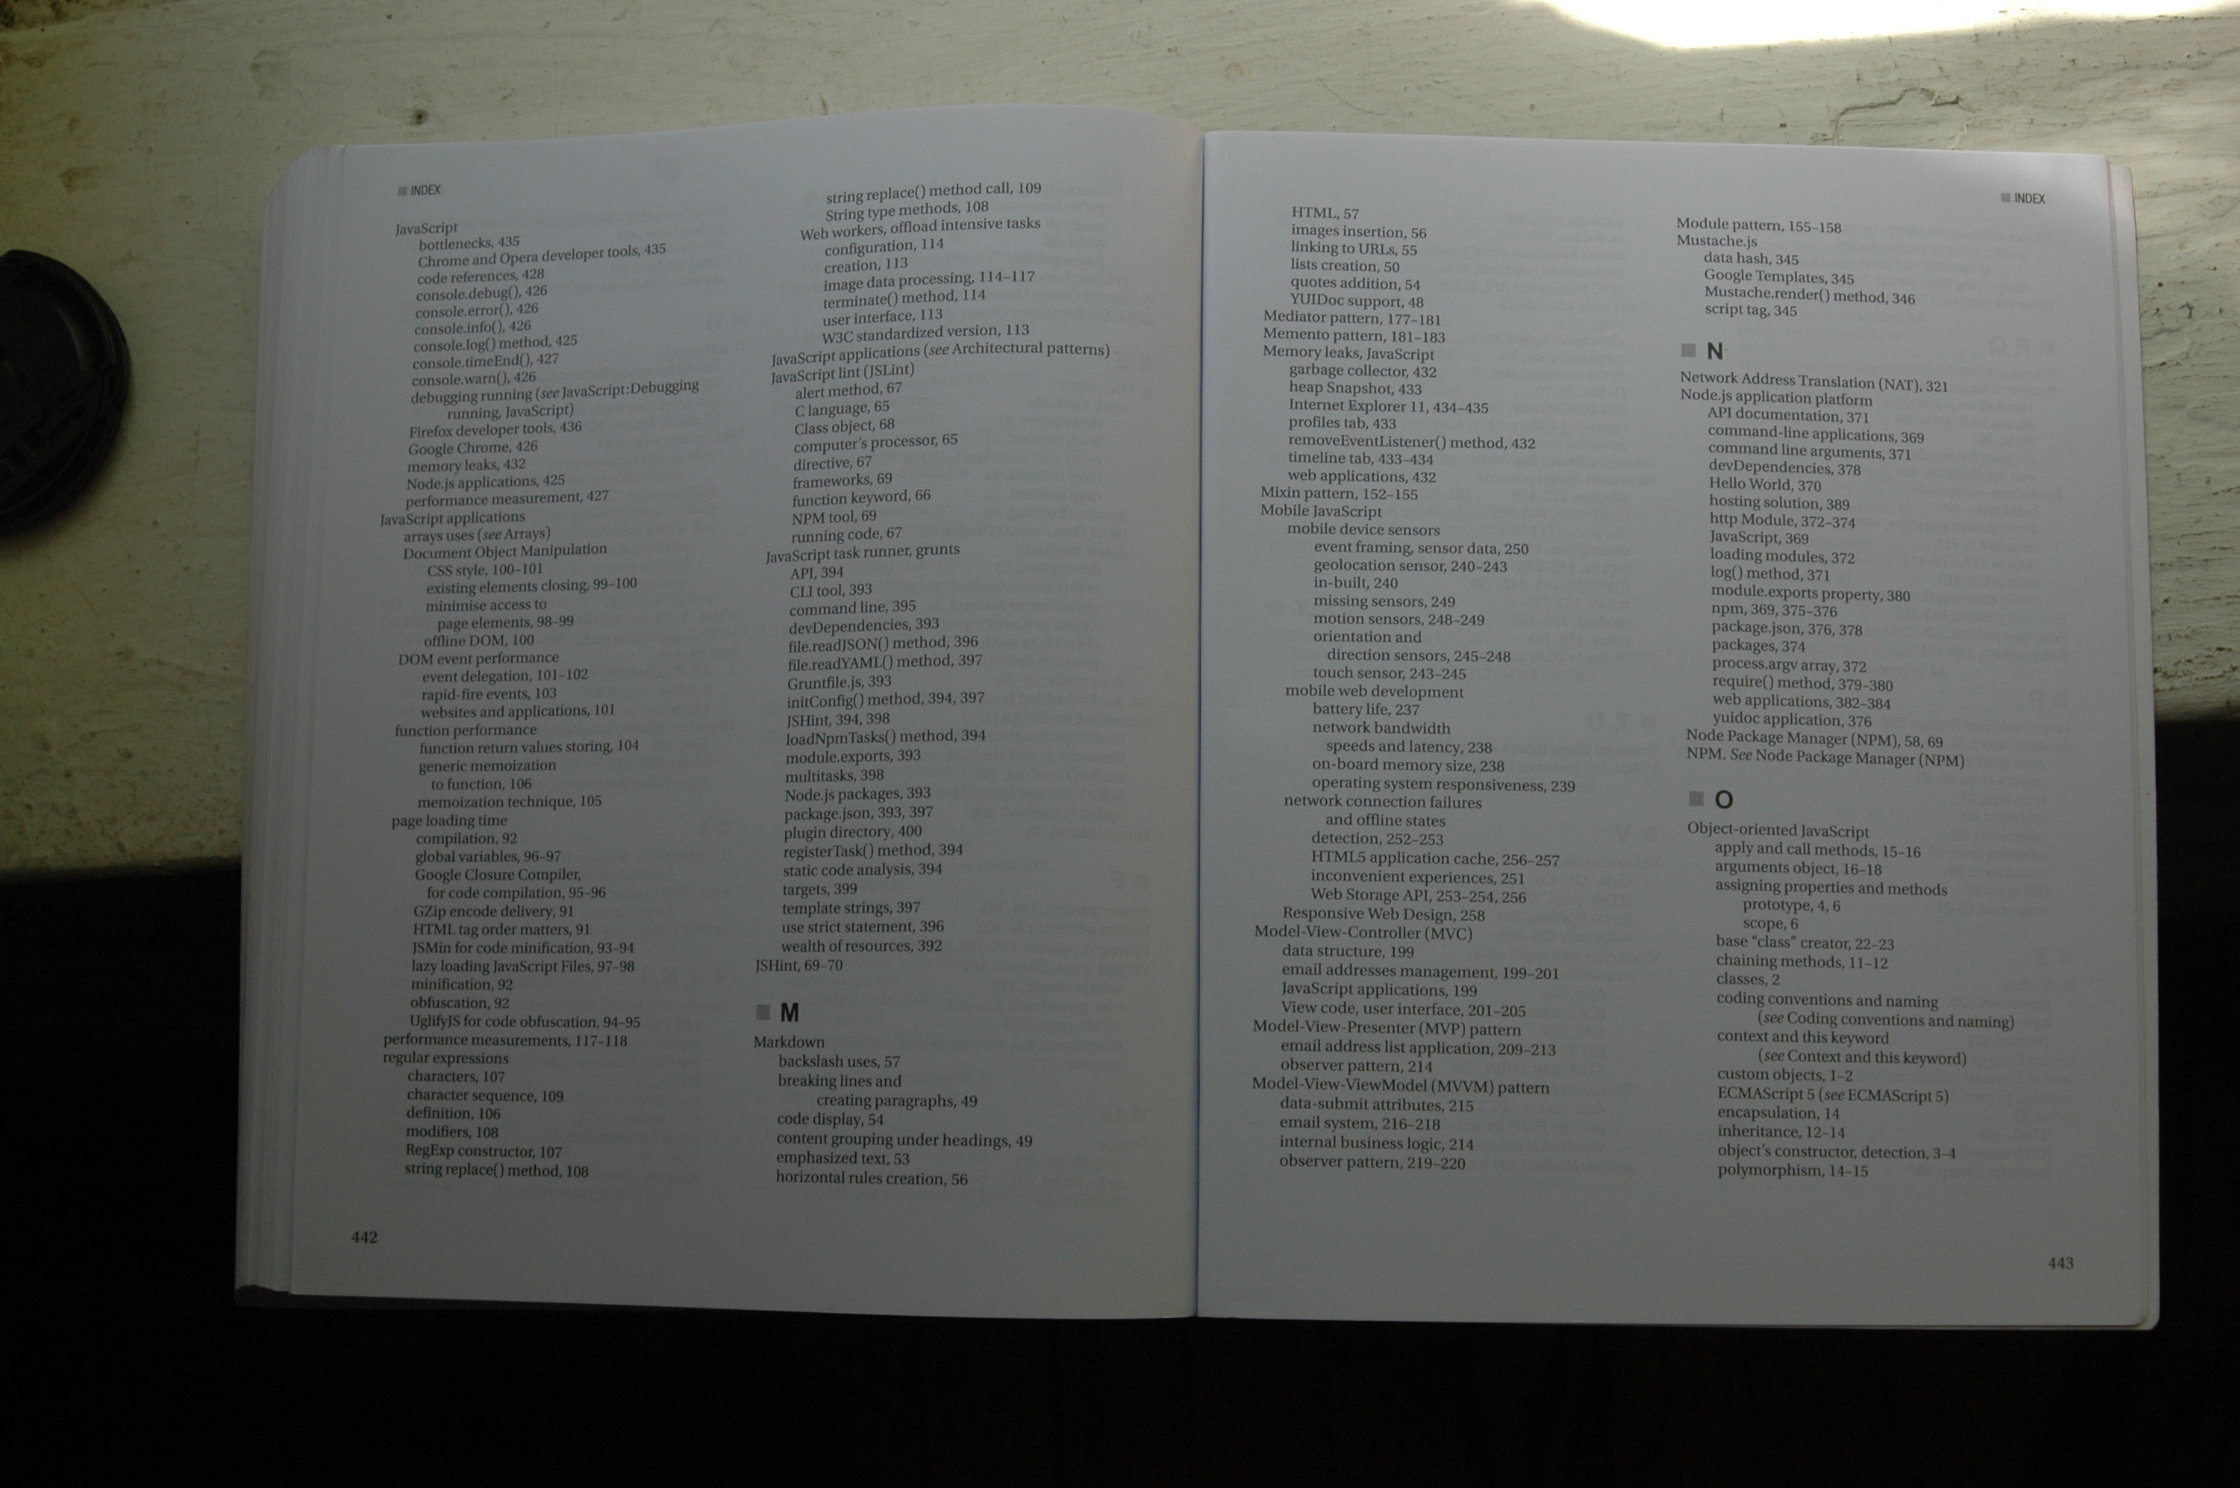 INDEX
JavaScript
bottlenecks, 435
Chrome and Opera developer tools, 435
code references, 428
console.debug(), 426
console.error(), 426
console.info(), 426
console.log() method, 425
console.timeEnd(), 427
console.warn(), 426
debugging running (see JavaScript:Debugging
running, JavaScript)
Firefox developer tools, 436
Google Chrome, 426
memory leaks, 432
Node.js applications, 425
performance measurement, 427
JavaScript applications
arrays uses (see Arrays)
Document Object Manipulation
CSS style, 100–101
existing elements closing, 99–100
minimise access to
page elements, 98–99
offline DOM, 100
DOM event performance
event delegation, 101–102
rapid-fire events, 103
websites and applications, 101
function performance
function return values storing, 104
generic memoization
to function, 106
memoization technique, 105
page loading time
compilation, 92
global variables, 96–97
Google Closure Compiler,
for code compilation, 95–96
GZip encode delivery, 91
HTML tag order matters, 91
JSMin for code minification, 93–94
lazy loading JavaScript Files, 97–98
minification, 92
obfuscation, 92
UglifyJS for code obfuscation, 94–95
performance measurements, 117–118
regular expressions
characters, 107
character sequence, 109
definition, 106
modifiers, 108
RegExp constructor, 107
string replace() method, 108
string replace() method call, 109
String type methods, 108
Web workers, offload intensive tasks
configuration, 114
creation, 113
image data processing, 114–117
terminate() method, 114
user interface, 113
W3C standardized version, 113
JavaScript applications (see Architectural patterns)
JavaScript lint (JSLint)
alert method, 67
C language, 65
Class object, 68
computer's processor, 65
directive, 67
frameworks, 69
function keyword, 66
NPM tool, 69
running code, 67
JavaScript task runner, grunts
API, 394
CLI tool, 393
command line, 395
devDependencies, 393
file.readJSON() method, 396
file.readYAML() method, 397
Gruntfile.js, 393
initConfig() method, 394, 397
JSHint, 394, 398
loadNpmTasks() method, 394
module.exports, 393
multitasks, 398
Node.js packages, 393
package.json, 393, 397
plugin directory, 400
registerTask() method, 394
static code analysis, 394
targets, 399
template strings, 397
use strict statement, 396
wealth of resources, 392
JSHint, 69–70
M
Markdown
backslash uses, 57
breaking lines and
creating paragraphs, 49
code display, 54
content grouping under headings, 49
emphasized text, 53
horizontal rules creation, 56
442
INDEX
HTML, 57
images insertion, 56
linking to URLs, 55
lists creation, 50
quotes addition, 54
YUIDoc support, 48
Mediator pattern, 177–181
Memento pattern, 181–183
Memory leaks, JavaScript
garbage collector, 432
heap Snapshot, 433
Internet Explorer 11, 434–435
profiles tab, 433
removeEventListener() method, 432
timeline tab, 433–434
web applications, 432
Mixin pattern, 152–155
Mobile JavaScript
mobile device sensors
event framing, sensor data, 250
geolocation sensor, 240–243
in-built, 240
missing sensors, 249
motion sensors, 248–249
orientation and
direction sensors, 245–248
touch sensor, 243–245
mobile web development
battery life, 237
network bandwidth
speeds and latency, 238
on-board memory size, 238
operating system responsiveness, 239
network connection failures
and offline states
detection, 252–253
HTML5 application cache, 256–257
inconvenient experiences, 251
Web Storage API, 253–254, 256
Responsive Web Design, 258
Model-View-Controller (MVC)
data structure, 199
email addresses management, 199–201
JavaScript applications, 199
View code, user interface, 201–205
Model-View-Presenter (MVP) pattern
email address list application, 209–213
observer pattern, 214
Model-View-ViewModel (MVVM) pattern
data-submit attributes, 215
email system, 216–218
internal business logic, 214
observer pattern, 219–220
Module pattern, 155–158
Mustache.js
data hash, 345
Google Templates, 345
Mustache.render() method, 346
script tag, 345
N
Network Address Translation (NAT), 321
Node.js application platform
API documentation, 371
command-line applications, 369
command line arguments, 371
devDependencies, 378
Hello World, 370
hosting solution, 389
http Module, 372–374
JavaScript, 369
loading modules, 372
log() method, 371
module.exports property, 380
npm, 369, 375–376
package.json, 376, 378
packages, 374
process.argv array, 372
require() method, 379–380
web applications, 382–384
yuidoc application, 376
Node Package Manager (NPM), 58, 69
NPM. See Node Package Manager (NPM)
O
Object-oriented JavaScript
apply and call methods, 15–16
arguments object, 16–18
assigning properties and methods
prototype, 4, 6
scope, 6
base “class” creator, 22–23
chaining methods, 11–12
classes, 2
coding conventions and naming
(see Coding conventions and naming)
context and this keyword
(see Context and this keyword)
custom objects, 1–2
ECMAScript 5 (see ECMAScript 5)
encapsulation, 14
inheritance, 12–14
object's constructor, detection, 3–4
polymorphism, 14–15
443